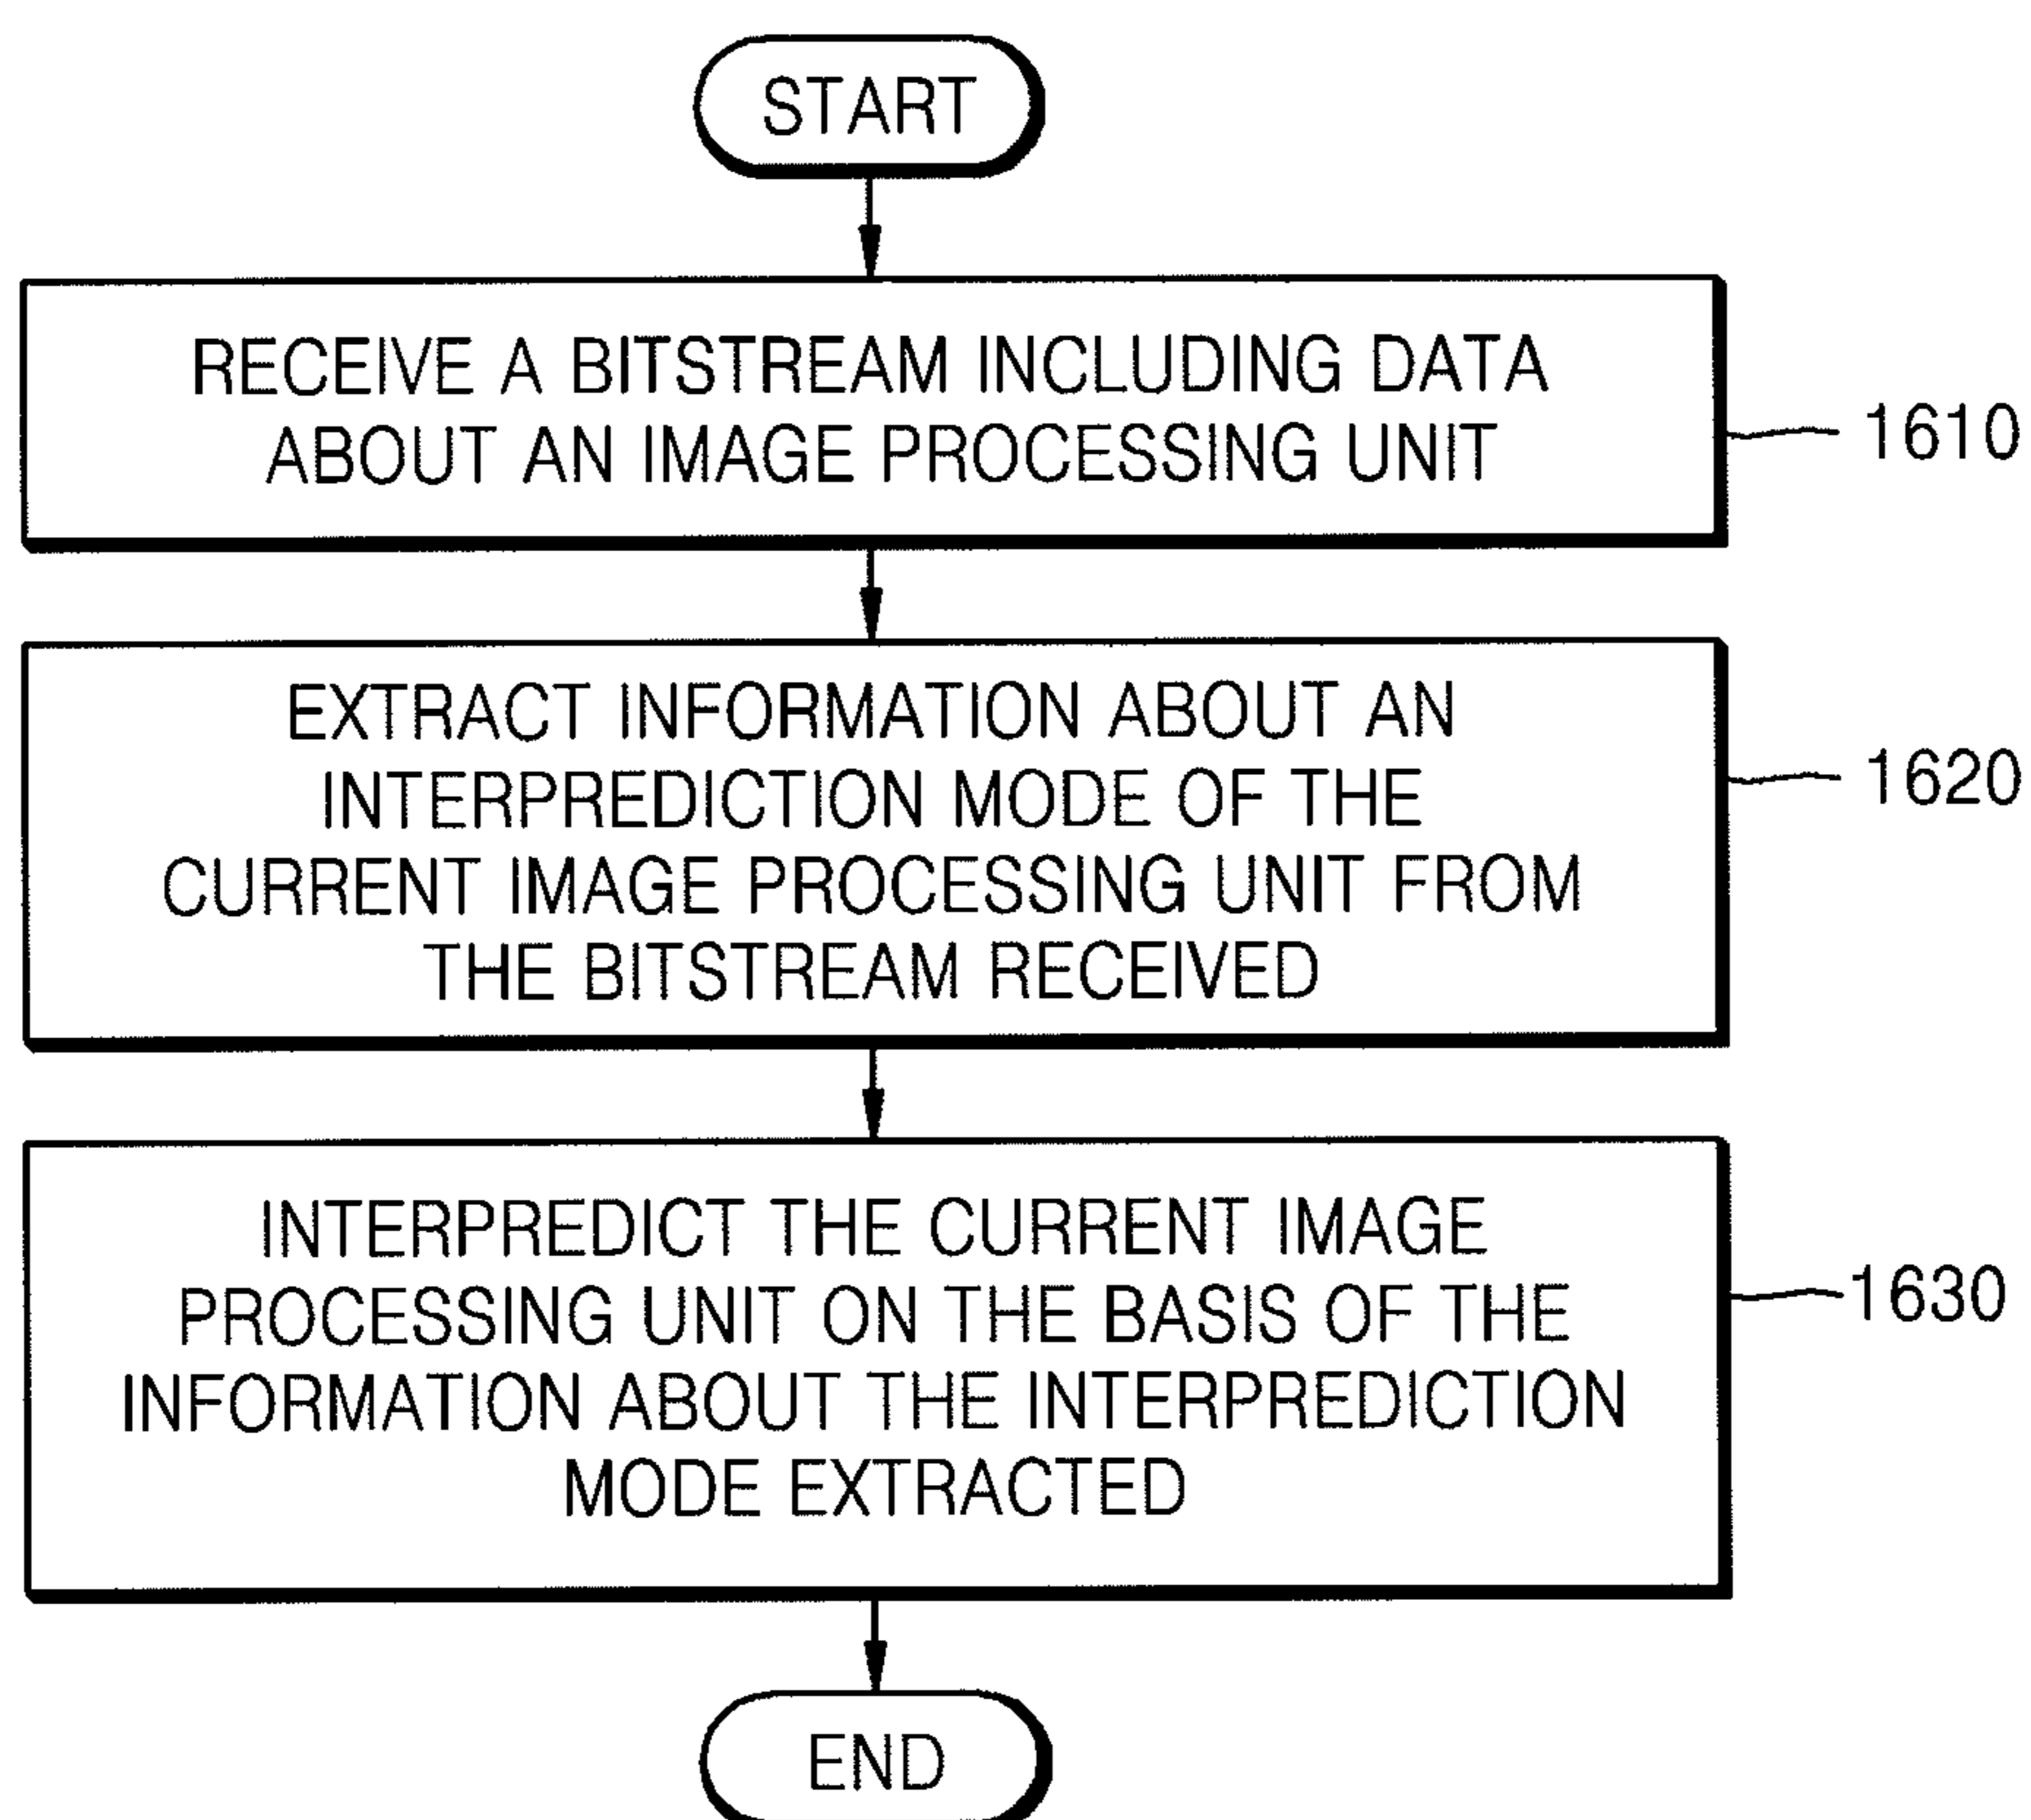 START
RECEIVE A BITSTREAM INCLUDING DATA
ABOUT AN IMAGE PROCESSING UNIT
1610
EXTRACT INFORMATION ABOUT AN
INTERPREDICTION MODE OF THE
CURRENT IMAGE PROCESSING UNIT FROM
THE BITSTREAM RECEIVED
1620
INTERPREDICT THE CURRENT IMAGE
PROCESSING UNIT ON THE BASIS OF THE
INFORMATION ABOUT THE INTERPREDICTION
MODE EXTRACTED
1630
END